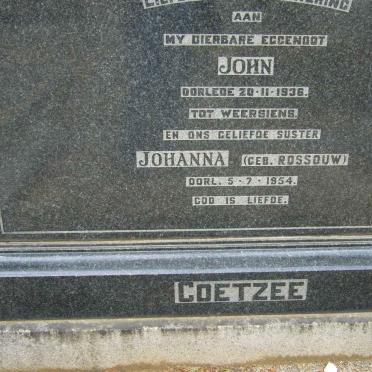 AAN
MY DIERBARE EGGENOOT
JOHN
OORLEDE 20-11-1936.
TOT WEERSIENS.
EN ONS GELIEFDE SUSTER
JOHANNA (GEB. ROSSOUW)
OORL. 5-7-1954.
GOD IS LIEFDE.
COETZEE